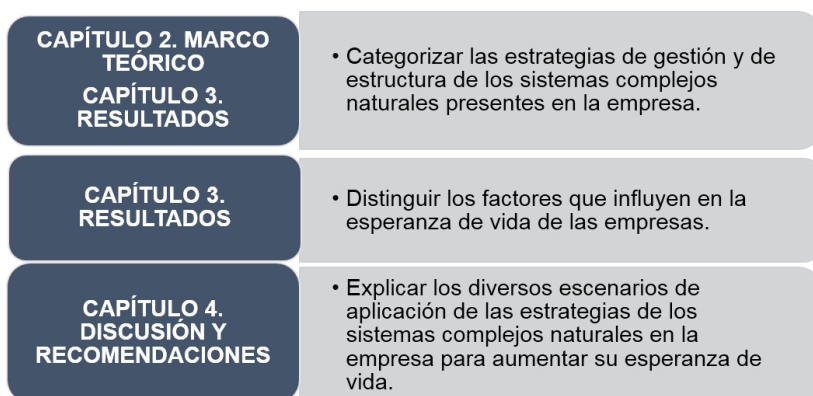 CAPÍTULO 2. MARCO
TEÓRICO
CAPÍTULO 3.
RESULTADOS
• Categorizar las estrategias de gestión y de
estructura de los sistemas complejos
naturales presentes en la empresa.
CAPÍTULO 3.
RESULTADOS
• Distinguir los factores que influyen en la
esperanza de vida de las empresas.
CAPÍTULO 4.
DISCUSIÓN Y
RECOMENDACIONES
• Explicar los diversos escenarios de
aplicación de las estrategias de los
sistemas complejos naturales en la
empresa para aumentar su esperanza de
vida.